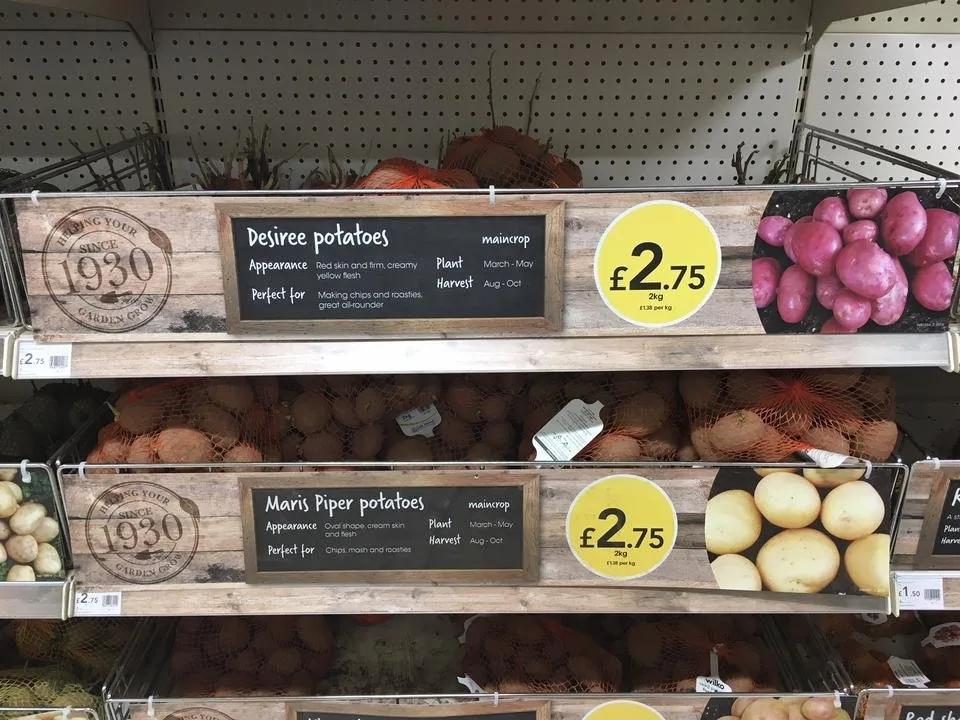 HELPING YOUR
SINCE
1930
GARDEN GROW
Desiree potatoes
maincrop
Appearance Red skin and firm, creamy
yellow flesh
Perfect for Making chips and roasties,
great all-rounder
Plant March - May
Harvest Aug - Oct
£2.75
2kg
£1.38 per kg
£2.75
HELPING YOUR
SINCE
1930
GARDEN GROW
Maris Piper potatoes
maincrop
Appearance Oval shape, cream skin
and flesh
Perfect for Chips, mash and roasties
Plant March - May
Harvest Aug - Oct
£2.75
2kg
£1.38 per kg
£2.75
£1.50
wilko